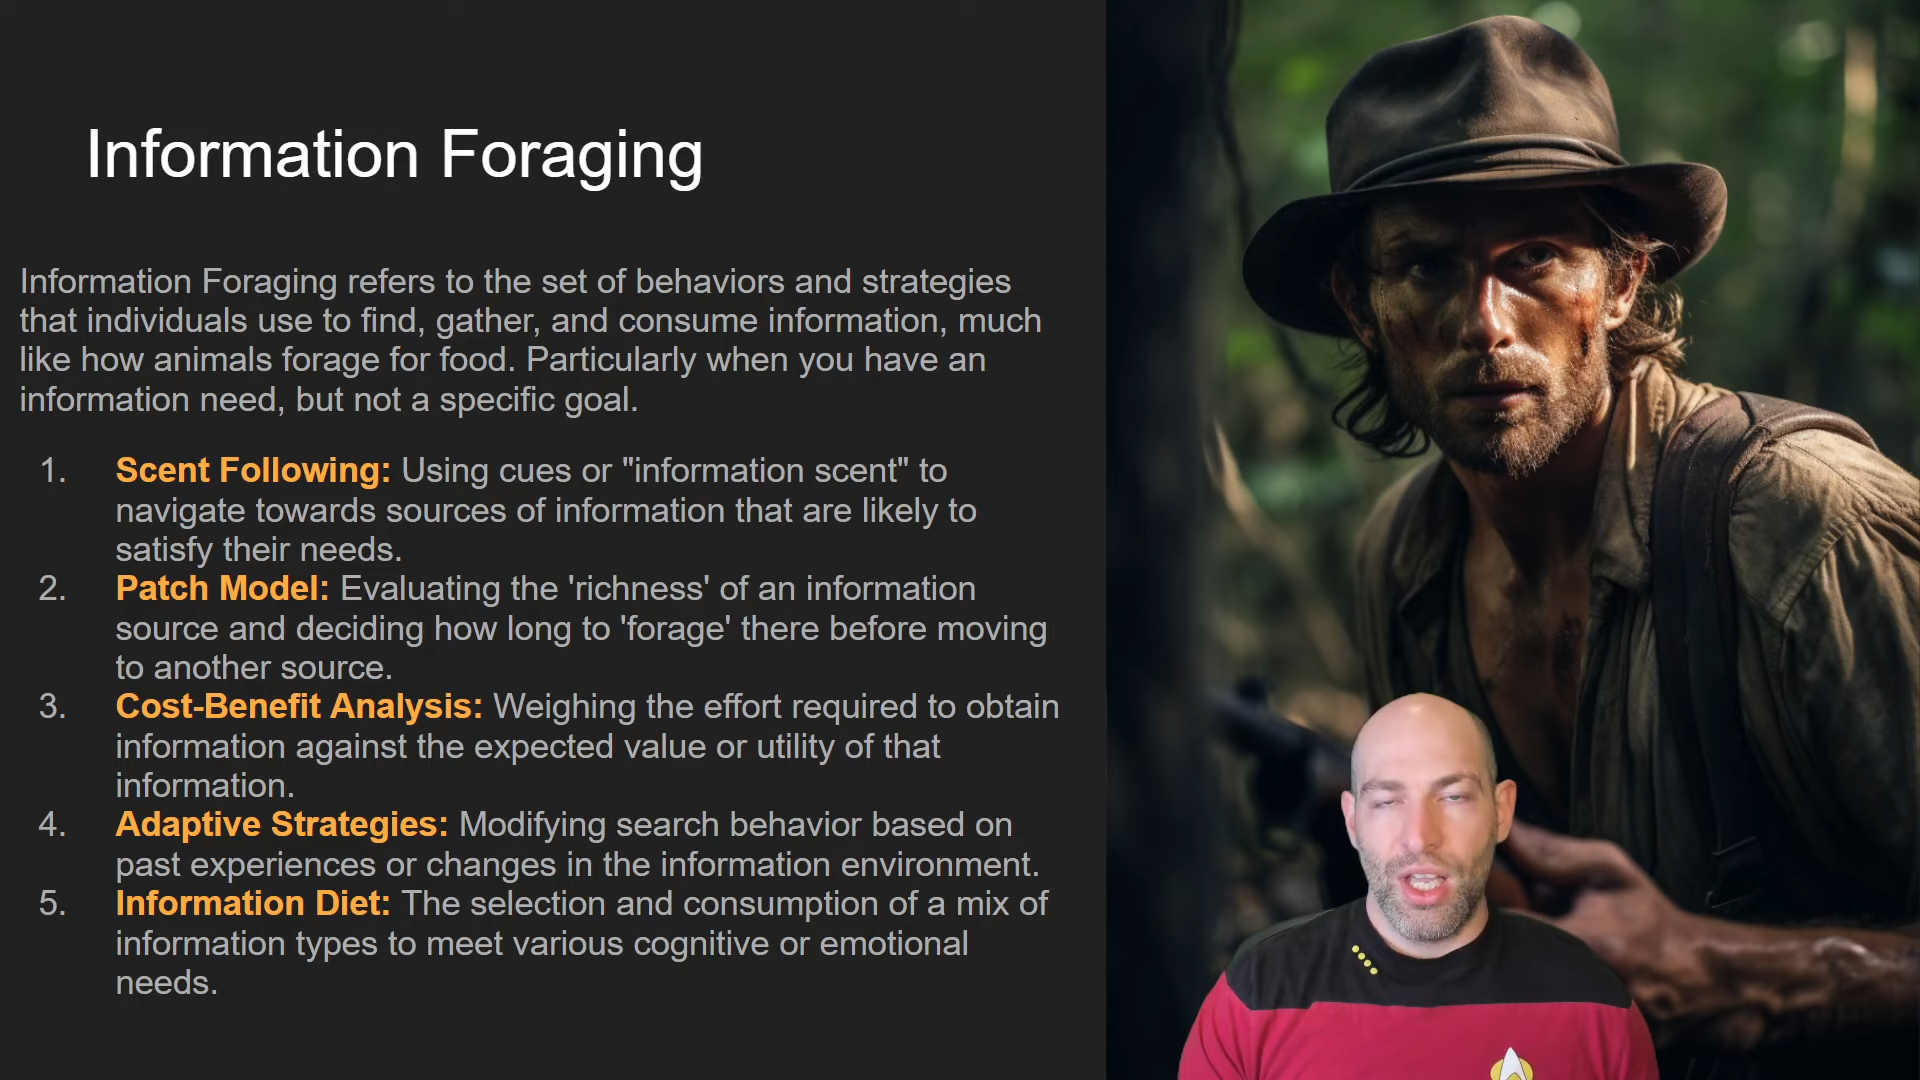 Information Foraging
Information Foraging refers to the set of behaviors and strategies
that individuals use to find, gather, and consume information, much
like how animals forage for food. Particularly when you have an
information need, but not a specific goal.
1. Scent Following: Using cues or "information scent" to
navigate towards sources of information that are likely to
satisfy their needs.
2. Patch Model: Evaluating the 'richness' of an information
source and deciding how long to 'forage' there before moving
to another source.
3. Cost-Benefit Analysis: Weighing the effort required to obtain
information against the expected value or utility of that
information.
4. Adaptive Strategies: Modifying search behavior based on
past experiences or changes in the information environment.
5. Information Diet: The selection and consumption of a mix of
information types to meet various cognitive or emotional
needs.